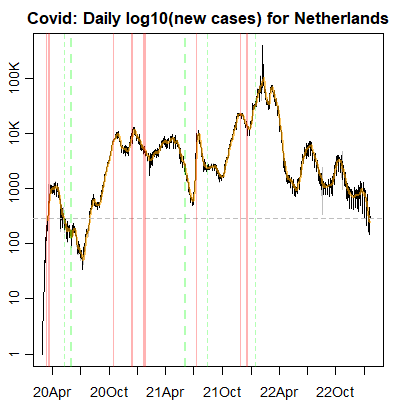 Covid: Daily log10(new cases) for Netherlands
100K
10K
1000
100
10
1
20Apr 20Oct 21Apr 21Oct 22Apr 22Oct